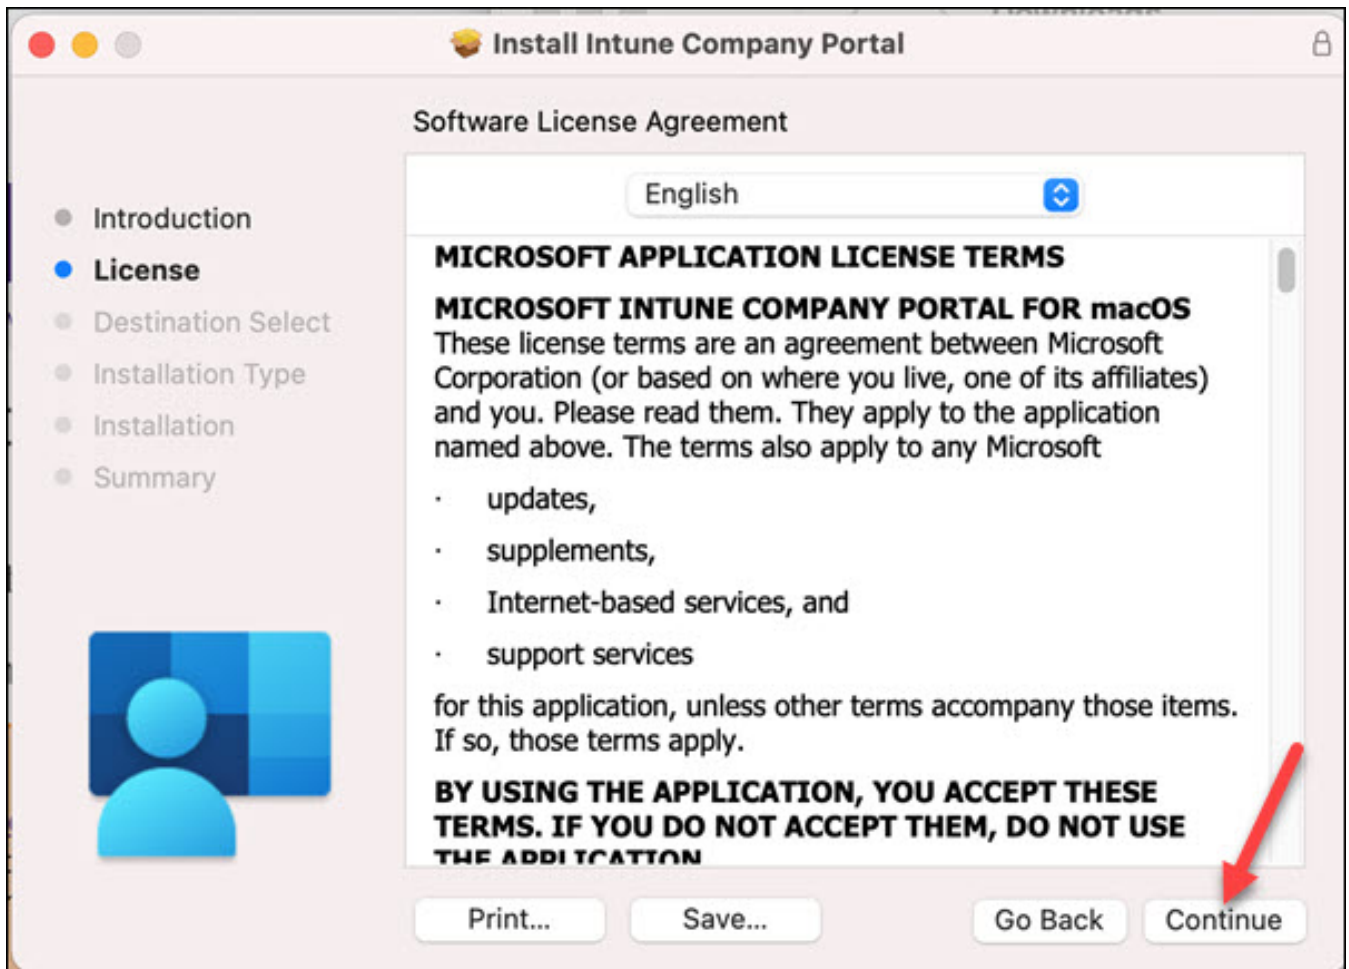 Install Intune Company Portal
Software License Agreement
English
Introduction
License
Destination Select
Installation Type
Installation
Summary
MICROSOFT APPLICATION LICENSE TERMS
MICROSOFT INTUNE COMPANY PORTAL FOR macOS
These license terms are an agreement between Microsoft
Corporation (or based on where you live, one of its affiliates)
and you. Please read them. They apply to the application
named above. The terms also apply to any Microsoft
· updates,
· supplements,
· Internet-based services, and
· support services
for this application, unless other terms accompany those items.
If so, those terms apply.
BY USING THE APPLICATION, YOU ACCEPT THESE
TERMS. IF YOU DO NOT ACCEPT THEM, DO NOT USE
THE APPLICATION
Print...
Save...
Go Back
Continue